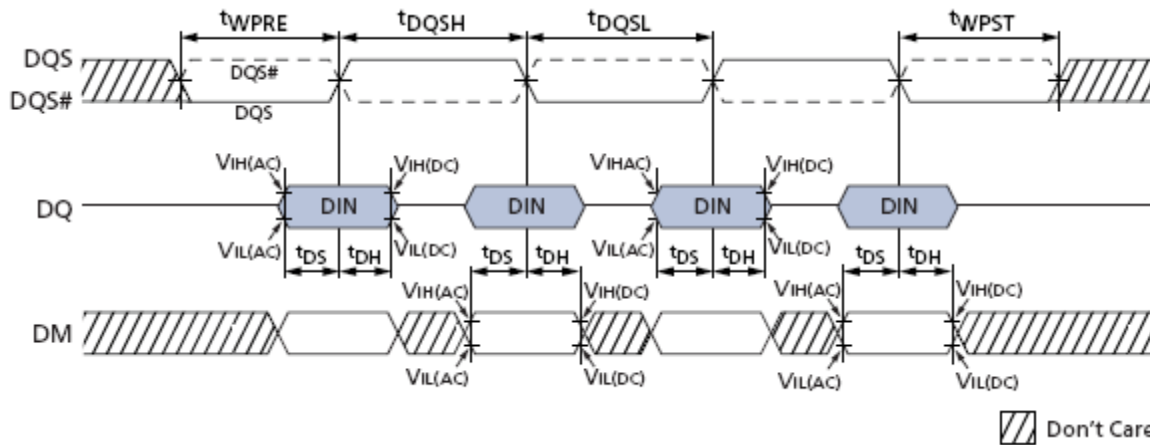 tWPRE tDQSH tDQSL tWPST
DQS
DQS#
DQS#
DQS
VIH(AC) VIH(DC) VIHAC) VIH(DC)
DQ DIN DIN DIN DIN
VIL(AC) VIL(DC) VIL(AC) VIL(DC)
tDS tDH tDS tDH tDS tDH tDS tDH
VIH(AC) VIH(DC) VIH(AC) VIH(DC)
DM
VIL(AC) VIL(DC) VIL(AC) VIL(DC)
Don't Care